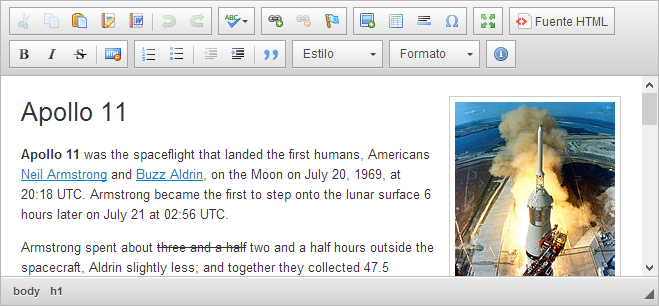 ABC
Ω
Fuente HTML
B I S
Estilo
Formato
Apollo 11
Apollo 11 was the spaceflight that landed the first humans, Americans
Neil Armstrong and Buzz Aldrin, on the Moon on July 20, 1969, at
20:18 UTC. Armstrong became the first to step onto the lunar surface 6
hours later on July 21 at 02:56 UTC.
Armstrong spent about three and a half two and a half hours outside the
spacecraft, Aldrin slightly less; and together they collected 47.5
body h1